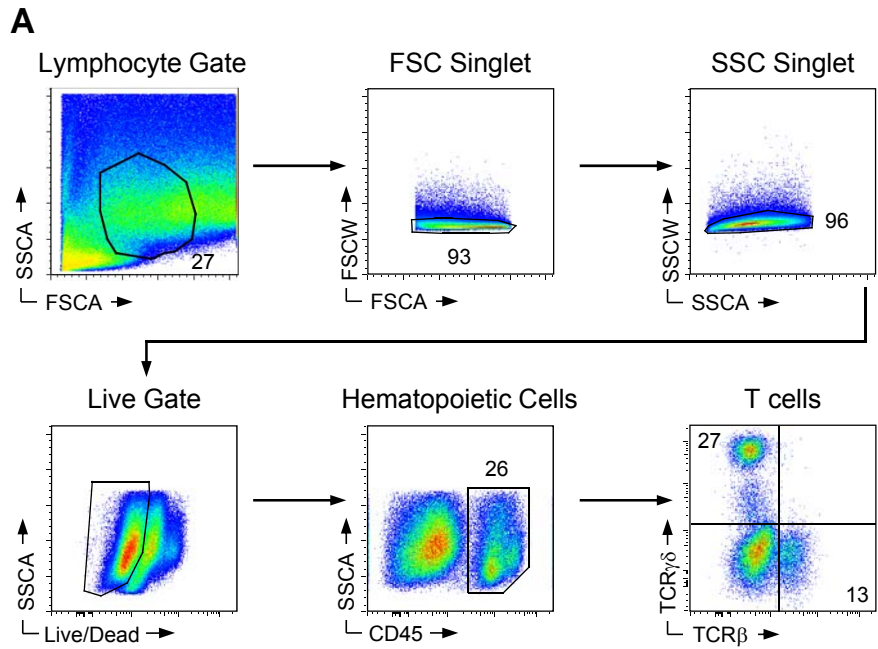 A
Lymphocyte Gate
FSC Singlet
SSC Singlet
SSCA
27
FSCA
FSCW
93
FSCA
SSCW
96
SSCA
Live Gate
Hematopoietic Cells
T cells
SSCA
Live/Dead
SSCA
26
CD45
TCRγδ
27
13
TCRβ